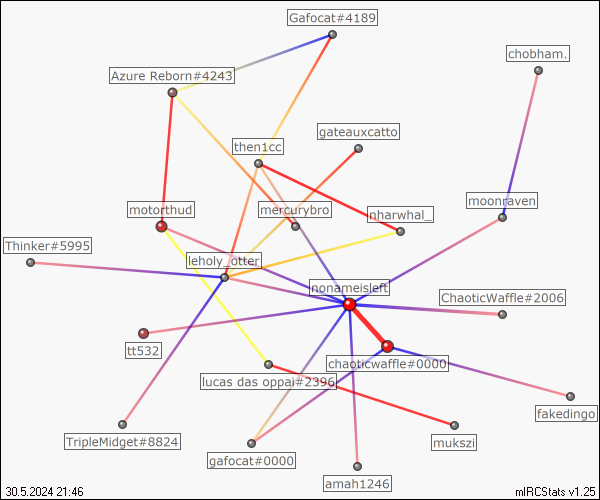 Gafocat#4189
chobham.
Azure Reborn#4243
gateauxcatto
then1cc
moonraven
motorthud
mercurybro
nharwhal_
Thinker#5995
leholy_otter
nonameisleft
ChaoticWaffle#2006
tt532
chaoticwaffle#0000
lucas das oppai#2396
fakedingo
TripleMidget#8824
mukszi
gafocat#0000
amah1246
30.5.2024 21:46
mIRCStats v1.25